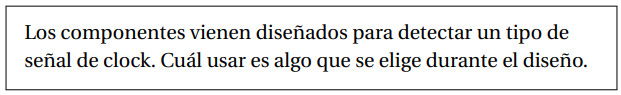 Los componentes vienen diseñados para detectar un tipo de
señal de clock. Cuál usar es algo que se elige durante el diseño.